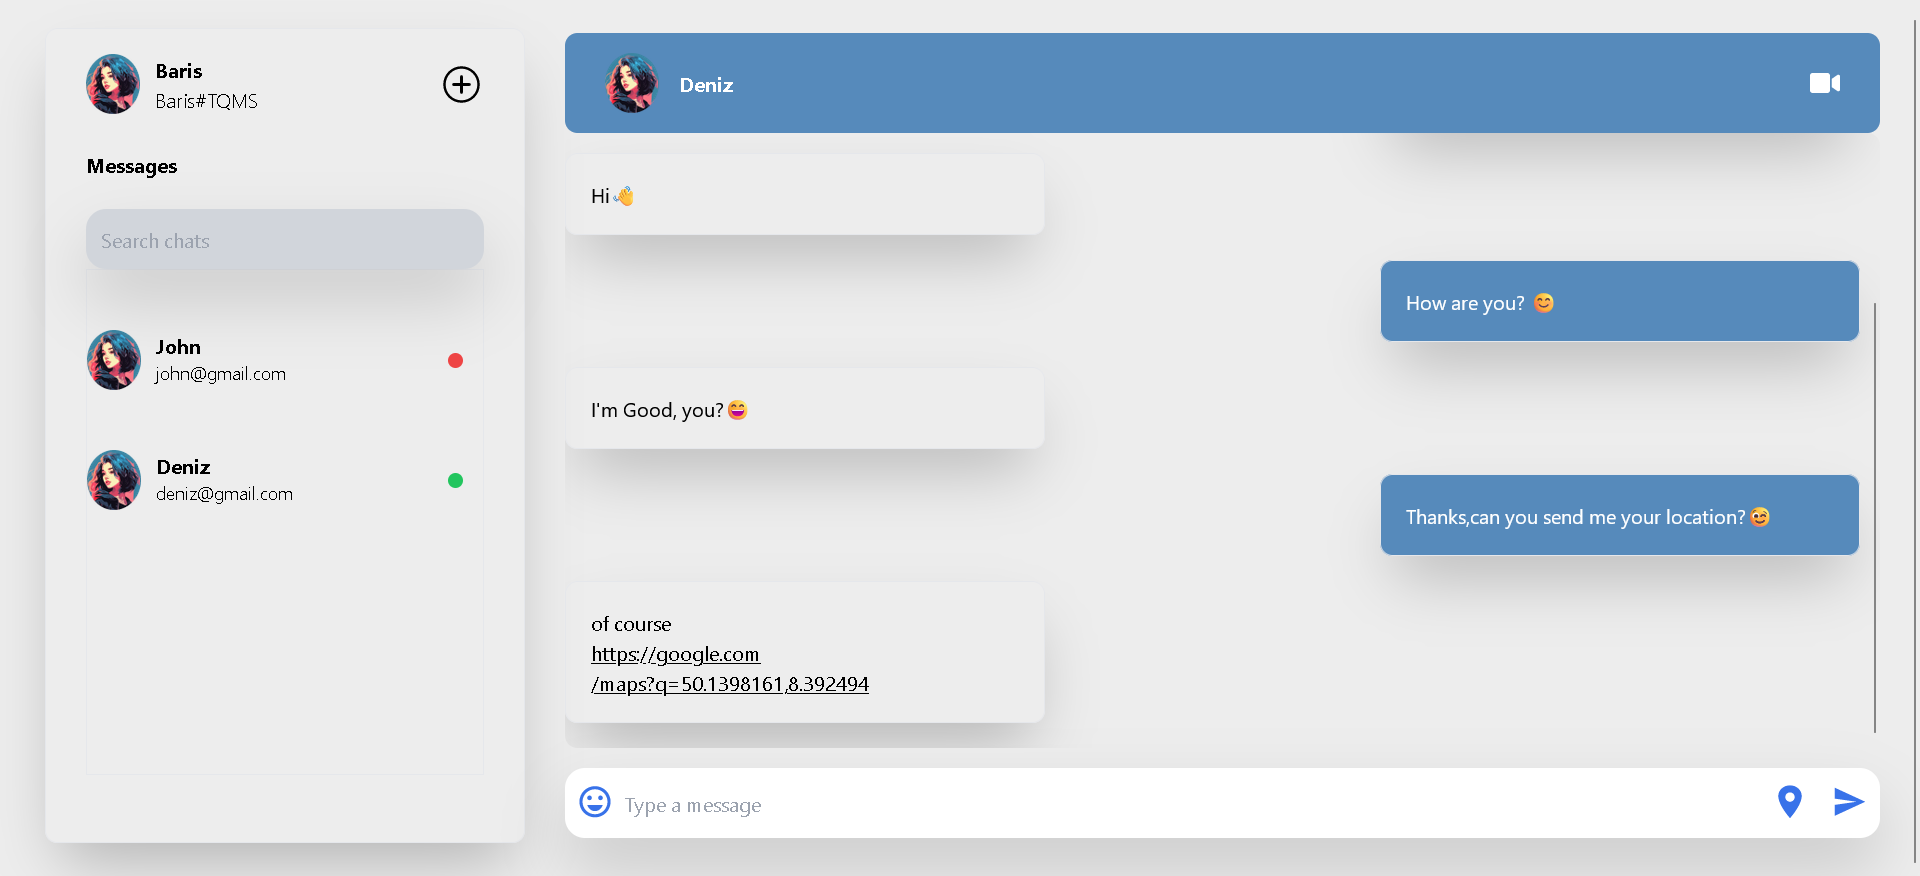 Baris
Baris#TQMS
Messages
Search chats
John
john@gmail.com
Deniz
deniz@gmail.com
Deniz
Hi👋
How are you? 😊
I'm Good, you?😄
Thanks,can you send me your location?😉
of course
https://google.com
/maps?q=50.1398161,8.392494
Type a message